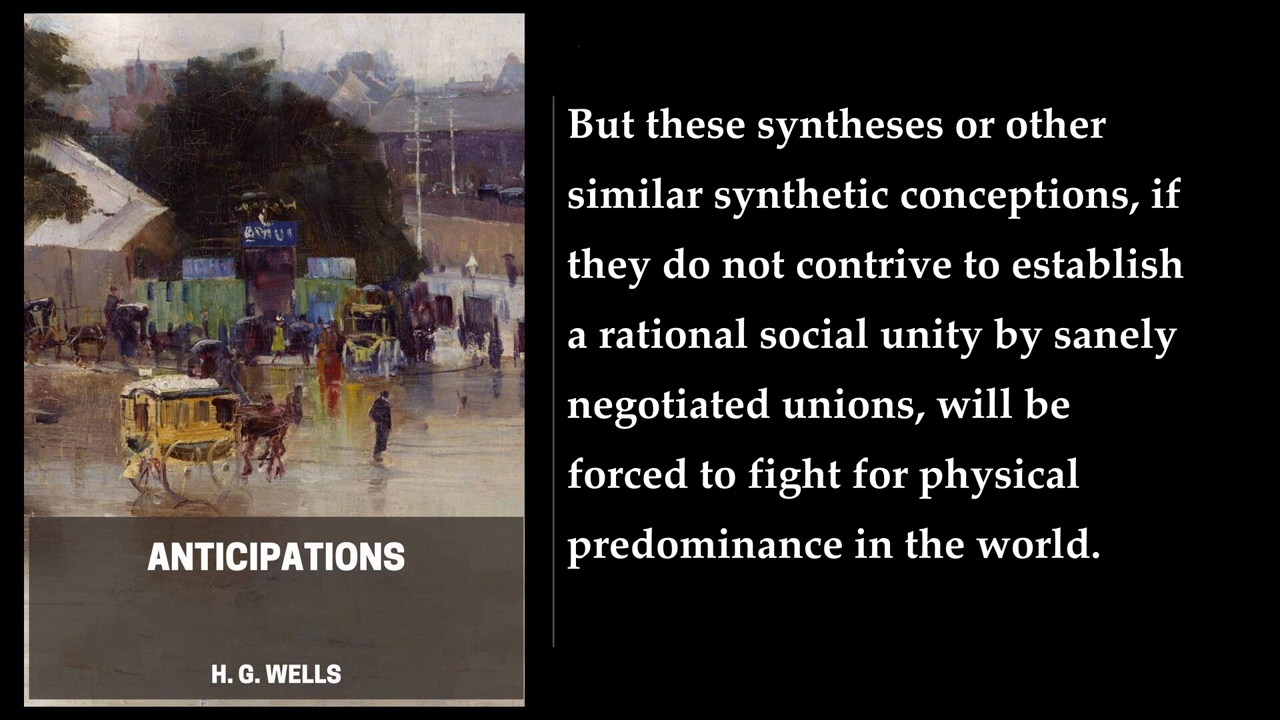 ANTICIPATIONS
H. G. WELLS
But these syntheses or other
similar synthetic conceptions, if
they do not contrive to establish
a rational social unity by sanely
negotiated unions, will be
forced to fight for physical
predominance in the world.